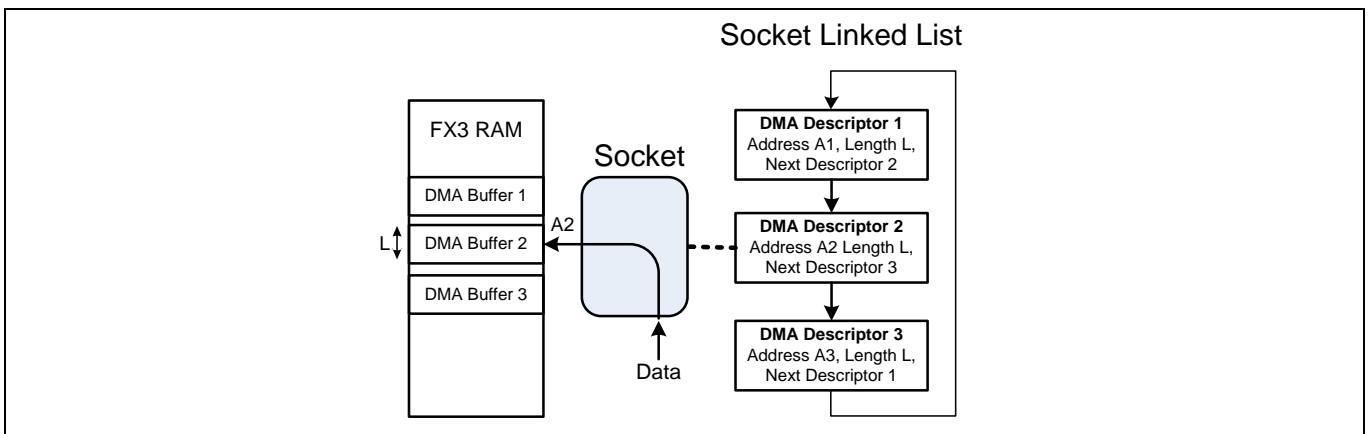 Socket Linked List
FX3 RAM
DMA Buffer 1
L
DMA Buffer 2
DMA Buffer 3
Socket
A2
Data
DMA Descriptor 1
Address A1, Length L,
Next Descriptor 2
DMA Descriptor 2
Address A2 Length L,
Next Descriptor 3
DMA Descriptor 3
Address A3, Length L,
Next Descriptor 1